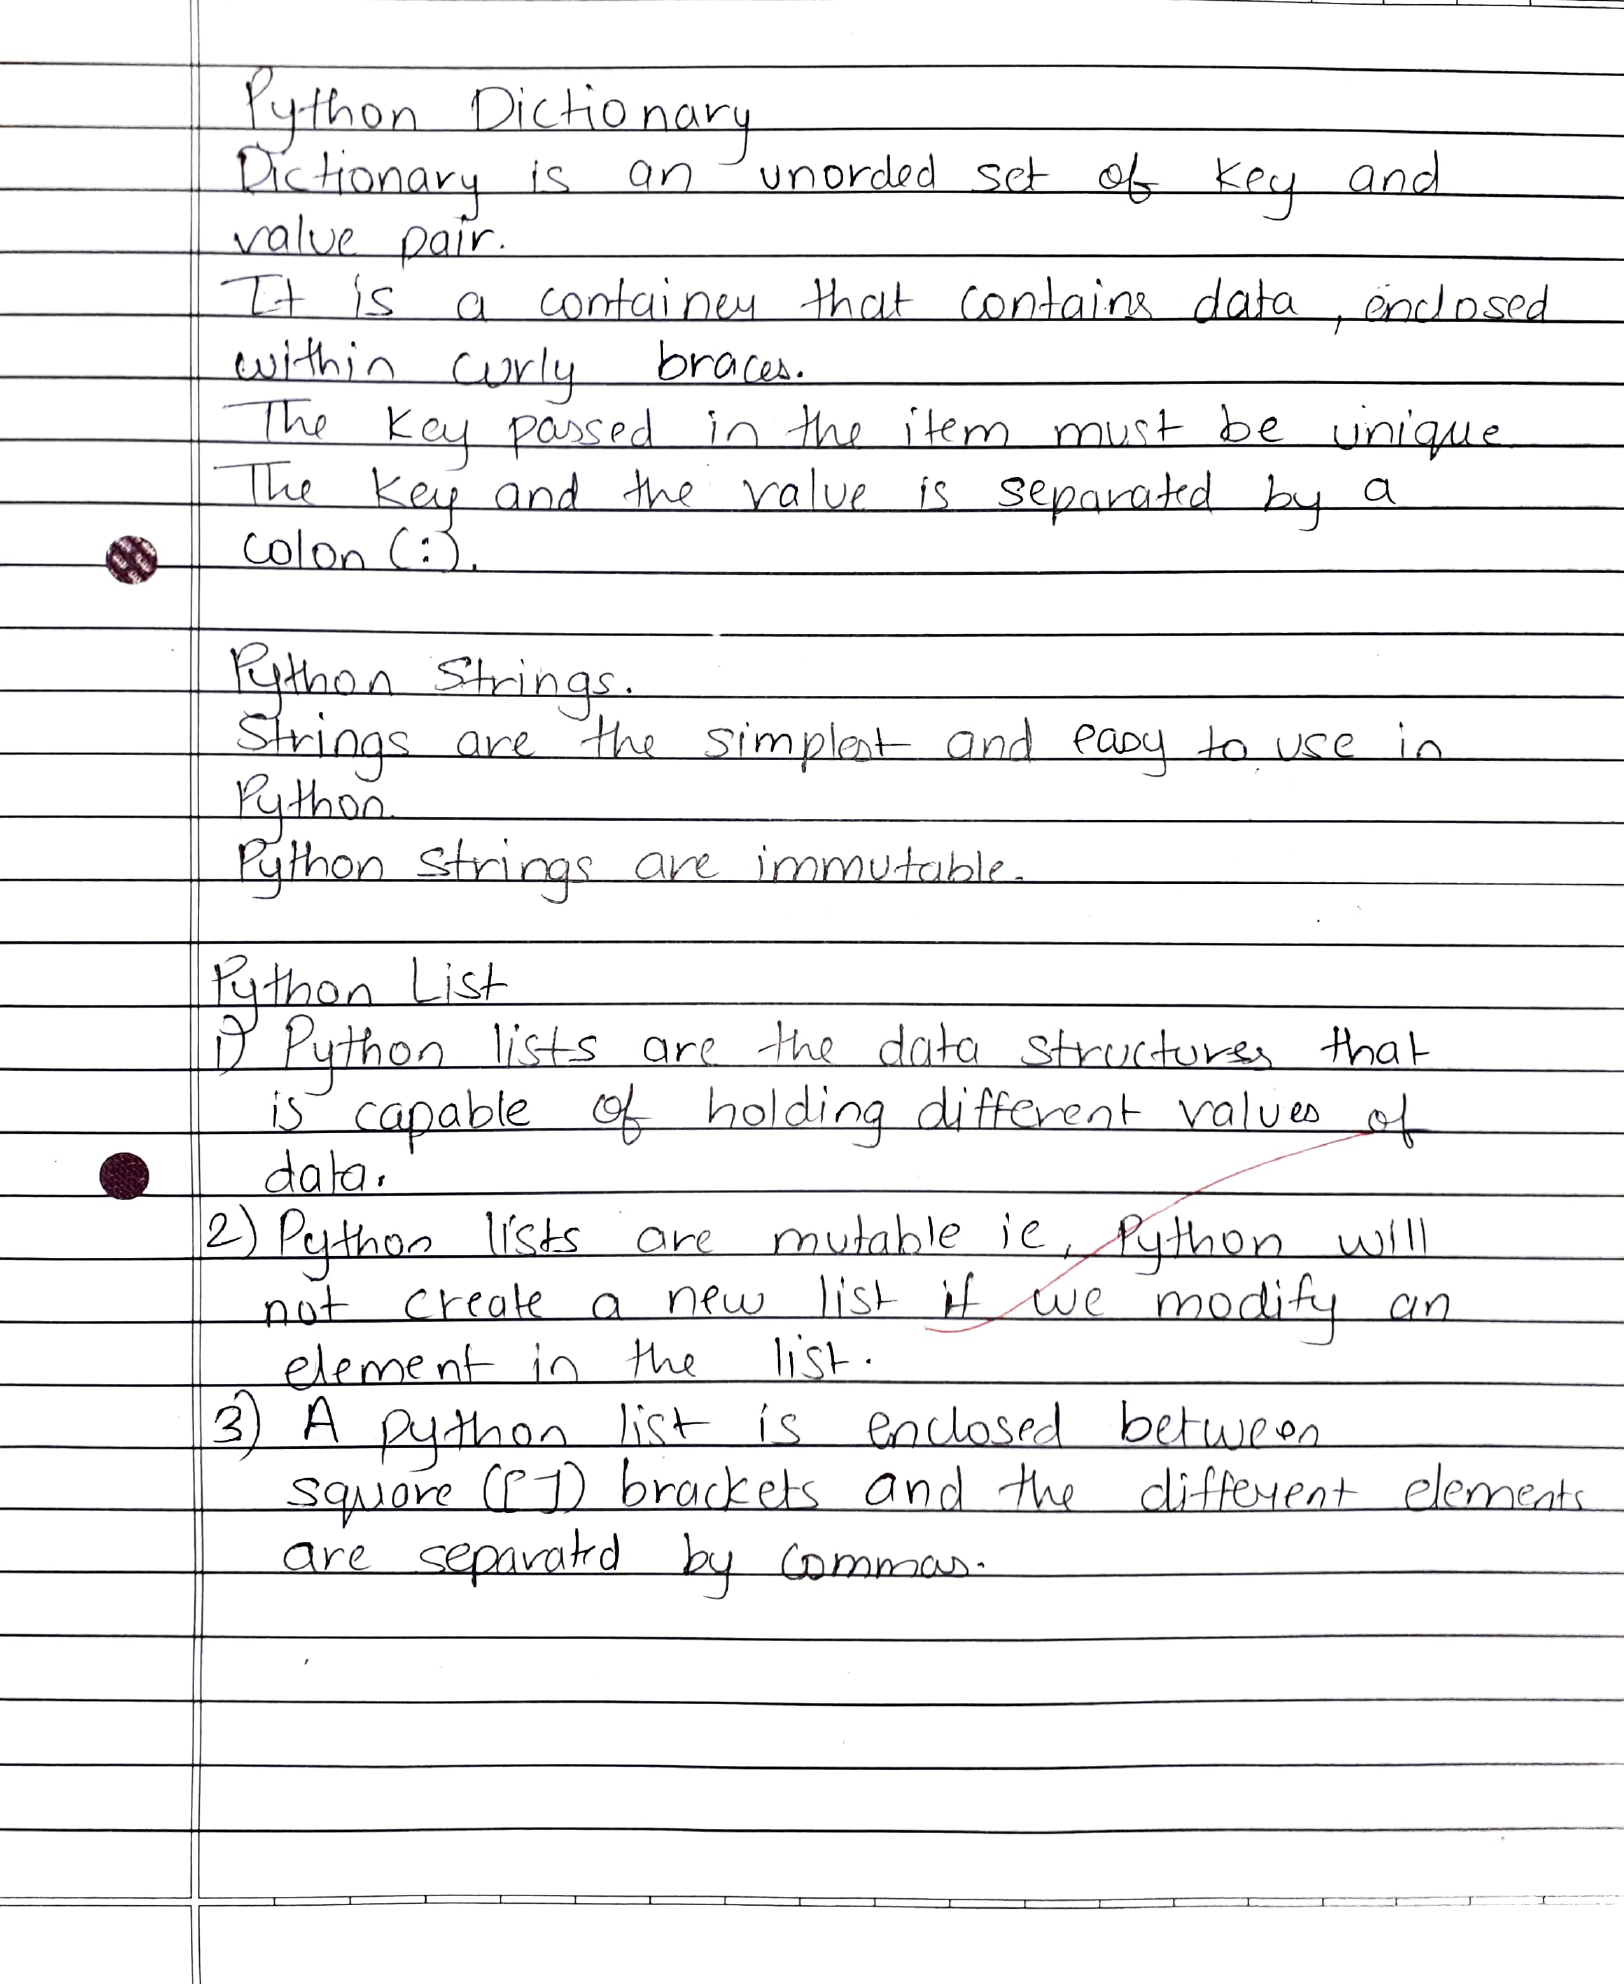 Python Dictionary
Dictionary is an unorded set of key and
value pair.
It is a container that contains data, enclosed
within curly braces.
The key passed in the item must be unique
The key and the value is separated by a
colon (:).
Python Strings.
Strings are the simplest and easy to use in
Python.
Python strings are immutable.
Python List
1) Python lists are the data structures that
is capable of holding different values of
data.
2) Python lists are mutable ie, Python will
not create a new list if we modify an
element in the list.
3) A python list is enclosed between
square ([]) brackets and the different elements
are separated by commas.